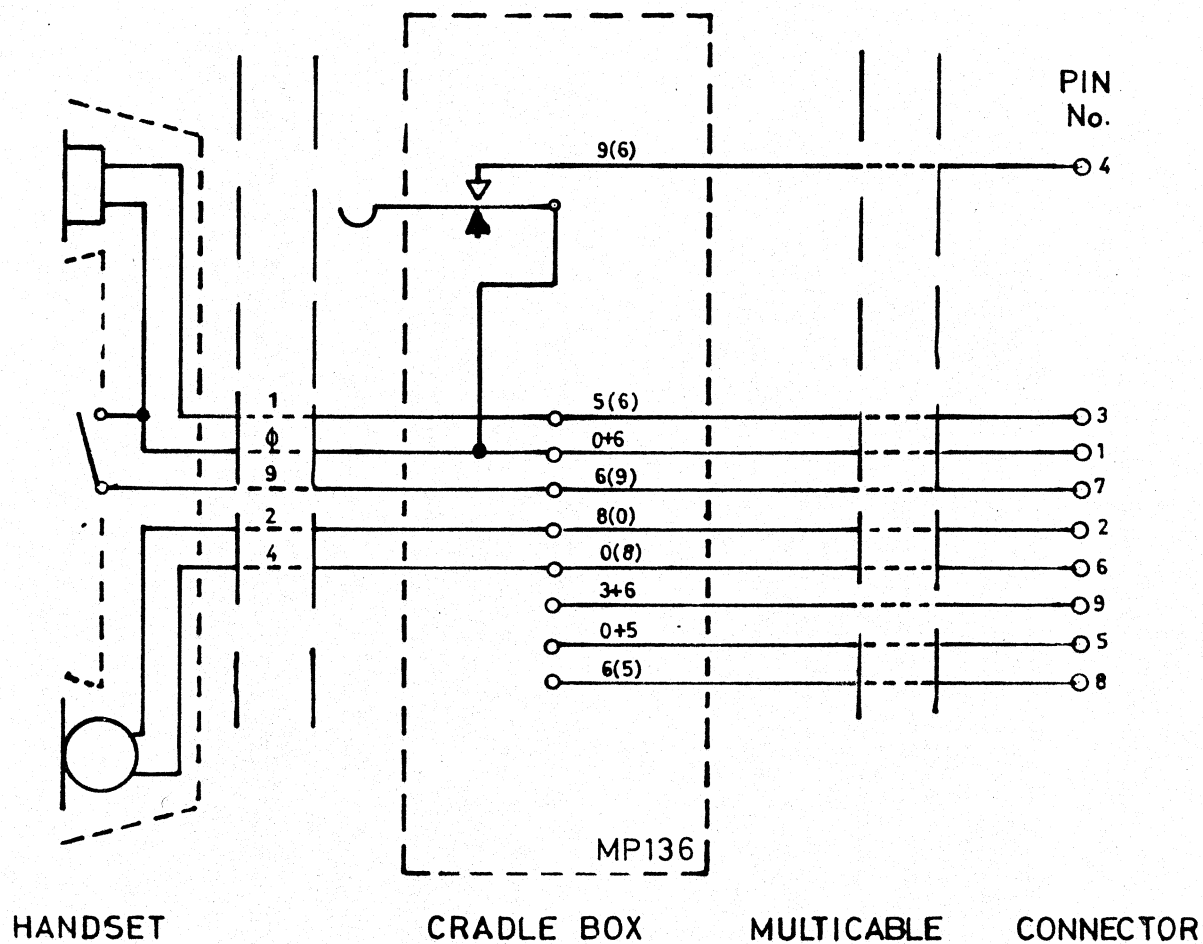 PIN
No.
9(6) 4
1 5(6) 3
ϕ 0+6 1
9 6(9) 7
2 8(0) 2
4 0(8) 6
3+6 9
0+5 5
6(5) 8
MP136
HANDSET CRADLE BOX MULTICABLE CONNECTOR